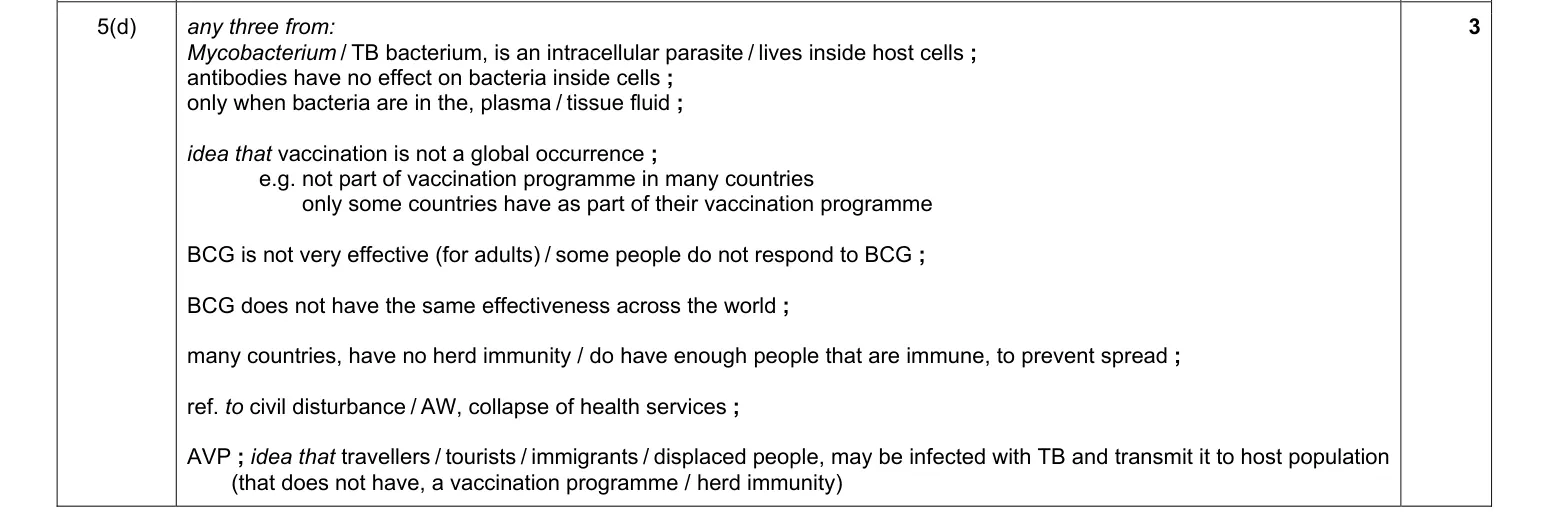 5(d) any three from: 3
Mycobacterium / TB bacterium, is an intracellular parasite / lives inside host cells ;
antibodies have no effect on bacteria inside cells ;
only when bacteria are in the, plasma / tissue fluid ;
idea that vaccination is not a global occurrence ;
e.g. not part of vaccination programme in many countries
only some countries have as part of their vaccination programme
BCG is not very effective (for adults) / some people do not respond to BCG ;
BCG does not have the same effectiveness across the world ;
many countries, have no herd immunity / do have enough people that are immune, to prevent spread ;
ref. to civil disturbance / AW, collapse of health services ;
AVP ; idea that travellers / tourists / immigrants / displaced people, may be infected with TB and transmit it to host population
(that does not have, a vaccination programme / herd immunity)